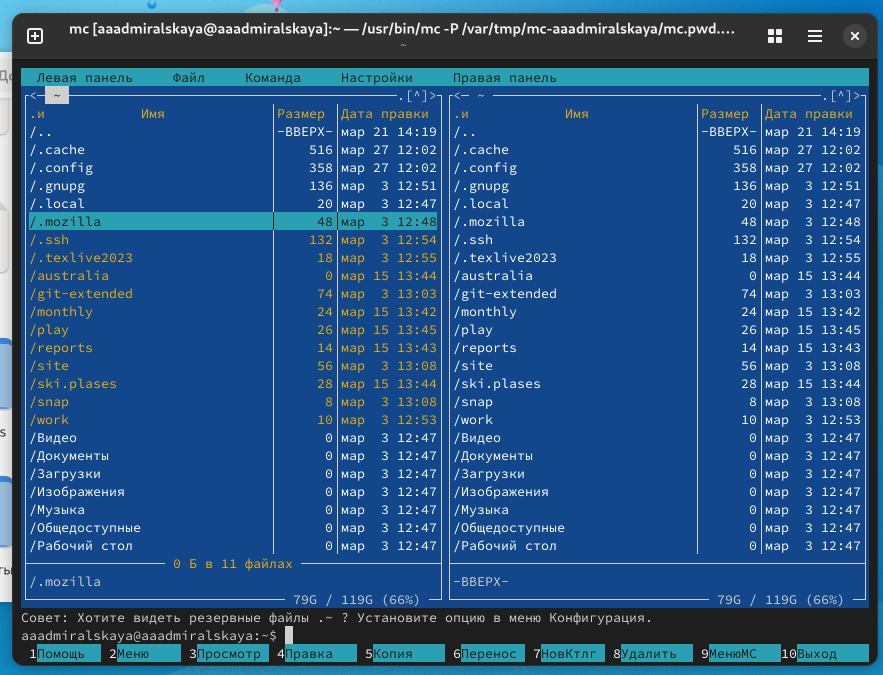 mc [aaadmiralskaya@aaadmiralskaya]:~ — /usr/bin/mc -P /var/tmp/mc-aaadmiralskaya/mc.pwd....
~
Левая панель Файл Команда Настройки Правая панель
<─ ~ ─.[^]>
.и Имя Размер Дата правки
/.. -ВВЕРХ- мар 21 14:19
/.cache 516 мар 27 12:02
/.config 358 мар 27 12:02
/.gnupg 136 мар 3 12:51
/.local 20 мар 3 12:47
/.mozilla 48 мар 3 12:48
/.ssh 132 мар 3 12:54
/.texlive2023 18 мар 3 12:55
/australia 0 мар 15 13:44
/git-extended 74 мар 3 13:03
/monthly 24 мар 15 13:42
/play 26 мар 15 13:45
/reports 14 мар 15 13:43
/site 56 мар 3 13:08
/ski.plases 28 мар 15 13:44
/snap 8 мар 3 13:08
/work 10 мар 3 12:53
/Видео 0 мар 3 12:47
/Документы 0 мар 3 12:47
/Загрузки 0 мар 3 12:47
/Изображения 0 мар 3 12:47
/Музыка 0 мар 3 12:47
/Общедоступные 0 мар 3 12:47
/Рабочий стол 0 мар 3 12:47
0 Б в 11 файлах
/.mozilla
79G / 119G (66%)
<─ ~ ─.[^]>
.и Имя Размер Дата правки
/.. -ВВЕРХ- мар 21 14:19
/.cache 516 мар 27 12:02
/.config 358 мар 27 12:02
/.gnupg 136 мар 3 12:51
/.local 20 мар 3 12:47
/.mozilla 48 мар 3 12:48
/.ssh 132 мар 3 12:54
/.texlive2023 18 мар 3 12:55
/australia 0 мар 15 13:44
/git-extended 74 мар 3 13:03
/monthly 24 мар 15 13:42
/play 26 мар 15 13:45
/reports 14 мар 15 13:43
/site 56 мар 3 13:08
/ski.plases 28 мар 15 13:44
/snap 8 мар 3 13:08
/work 10 мар 3 12:53
/Видео 0 мар 3 12:47
/Документы 0 мар 3 12:47
/Загрузки 0 мар 3 12:47
/Изображения 0 мар 3 12:47
/Музыка 0 мар 3 12:47
/Общедоступные 0 мар 3 12:47
/Рабочий стол 0 мар 3 12:47
-ВВЕРХ-
79G / 119G (66%)
Совет: Хотите видеть резервные файлы .~ ? Установите опцию в меню Конфигурация.
aaadmiralskaya@aaadmiralskaya:~$
1Помощь 2Меню 3Просмотр 4Правка 5Копия 6Перенос 7НовКтлг 8Удалить 9МенюМС 10Выход